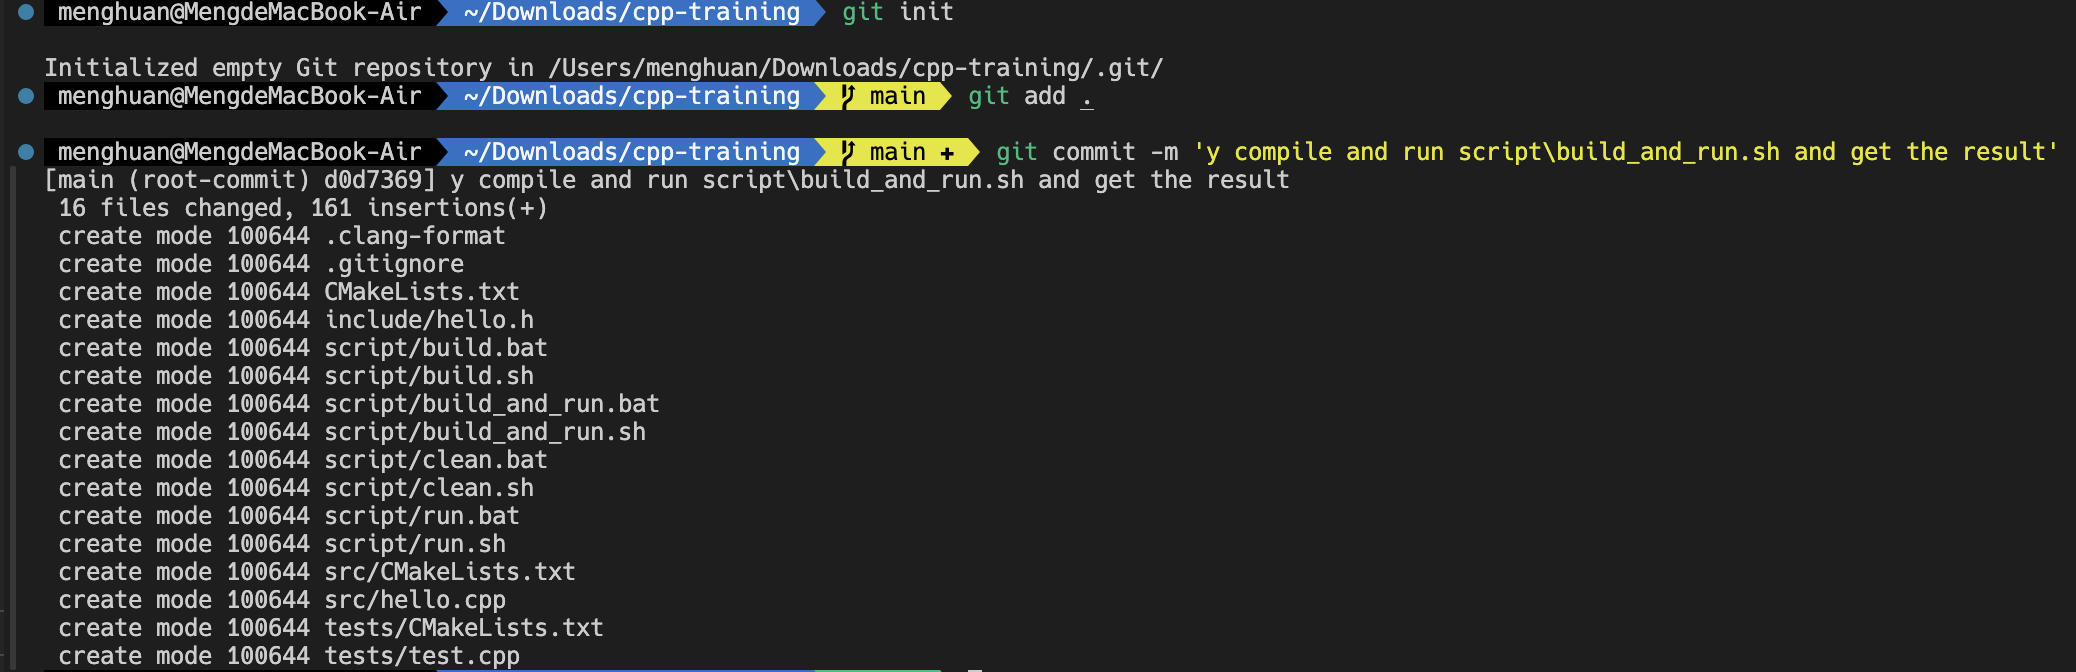 menghuan@MengdeMacBook-Air ~/Downloads/cpp-training git init
Initialized empty Git repository in /Users/menghuan/Downloads/cpp-training/.git/
menghuan@MengdeMacBook-Air ~/Downloads/cpp-training main git add .
menghuan@MengdeMacBook-Air ~/Downloads/cpp-training main + git commit -m 'y compile and run script\build_and_run.sh and get the result'
[main (root-commit) d0d7369] y compile and run script\build_and_run.sh and get the result
16 files changed, 161 insertions(+)
create mode 100644 .clang-format
create mode 100644 .gitignore
create mode 100644 CMakeLists.txt
create mode 100644 include/hello.h
create mode 100644 script/build.bat
create mode 100644 script/build.sh
create mode 100644 script/build_and_run.bat
create mode 100644 script/build_and_run.sh
create mode 100644 script/clean.bat
create mode 100644 script/clean.sh
create mode 100644 script/run.bat
create mode 100644 script/run.sh
create mode 100644 src/CMakeLists.txt
create mode 100644 src/hello.cpp
create mode 100644 tests/CMakeLists.txt
create mode 100644 tests/test.cpp